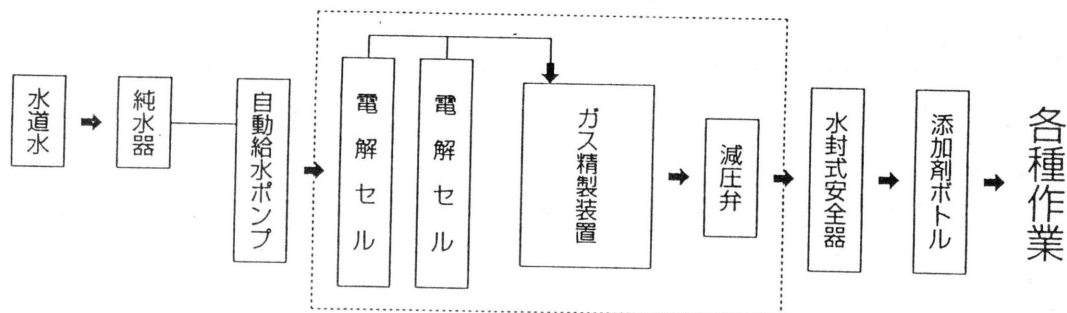 水道水
純水器
自動給水ポンプ
電解セル
電解セル
ガス精製装置
減圧弁
水封式安全器
添加剤ボトル
各種作業